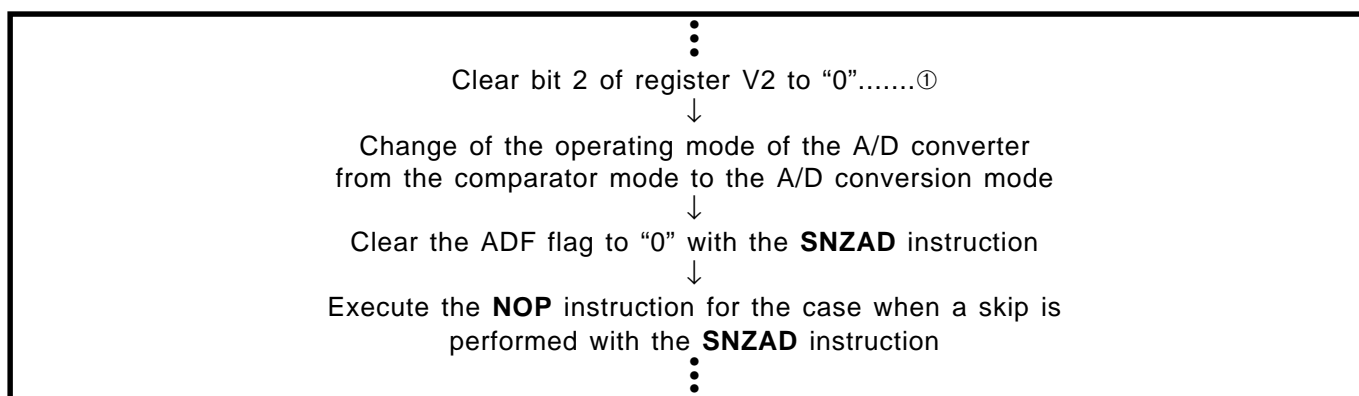 Clear bit 2 of register V2 to “0”.......①
↓
Change of the operating mode of the A/D converter
from the comparator mode to the A/D conversion mode
↓
Clear the ADF flag to “0” with the SNZAD instruction
↓
Execute the NOP instruction for the case when a skip is
performed with the SNZAD instruction